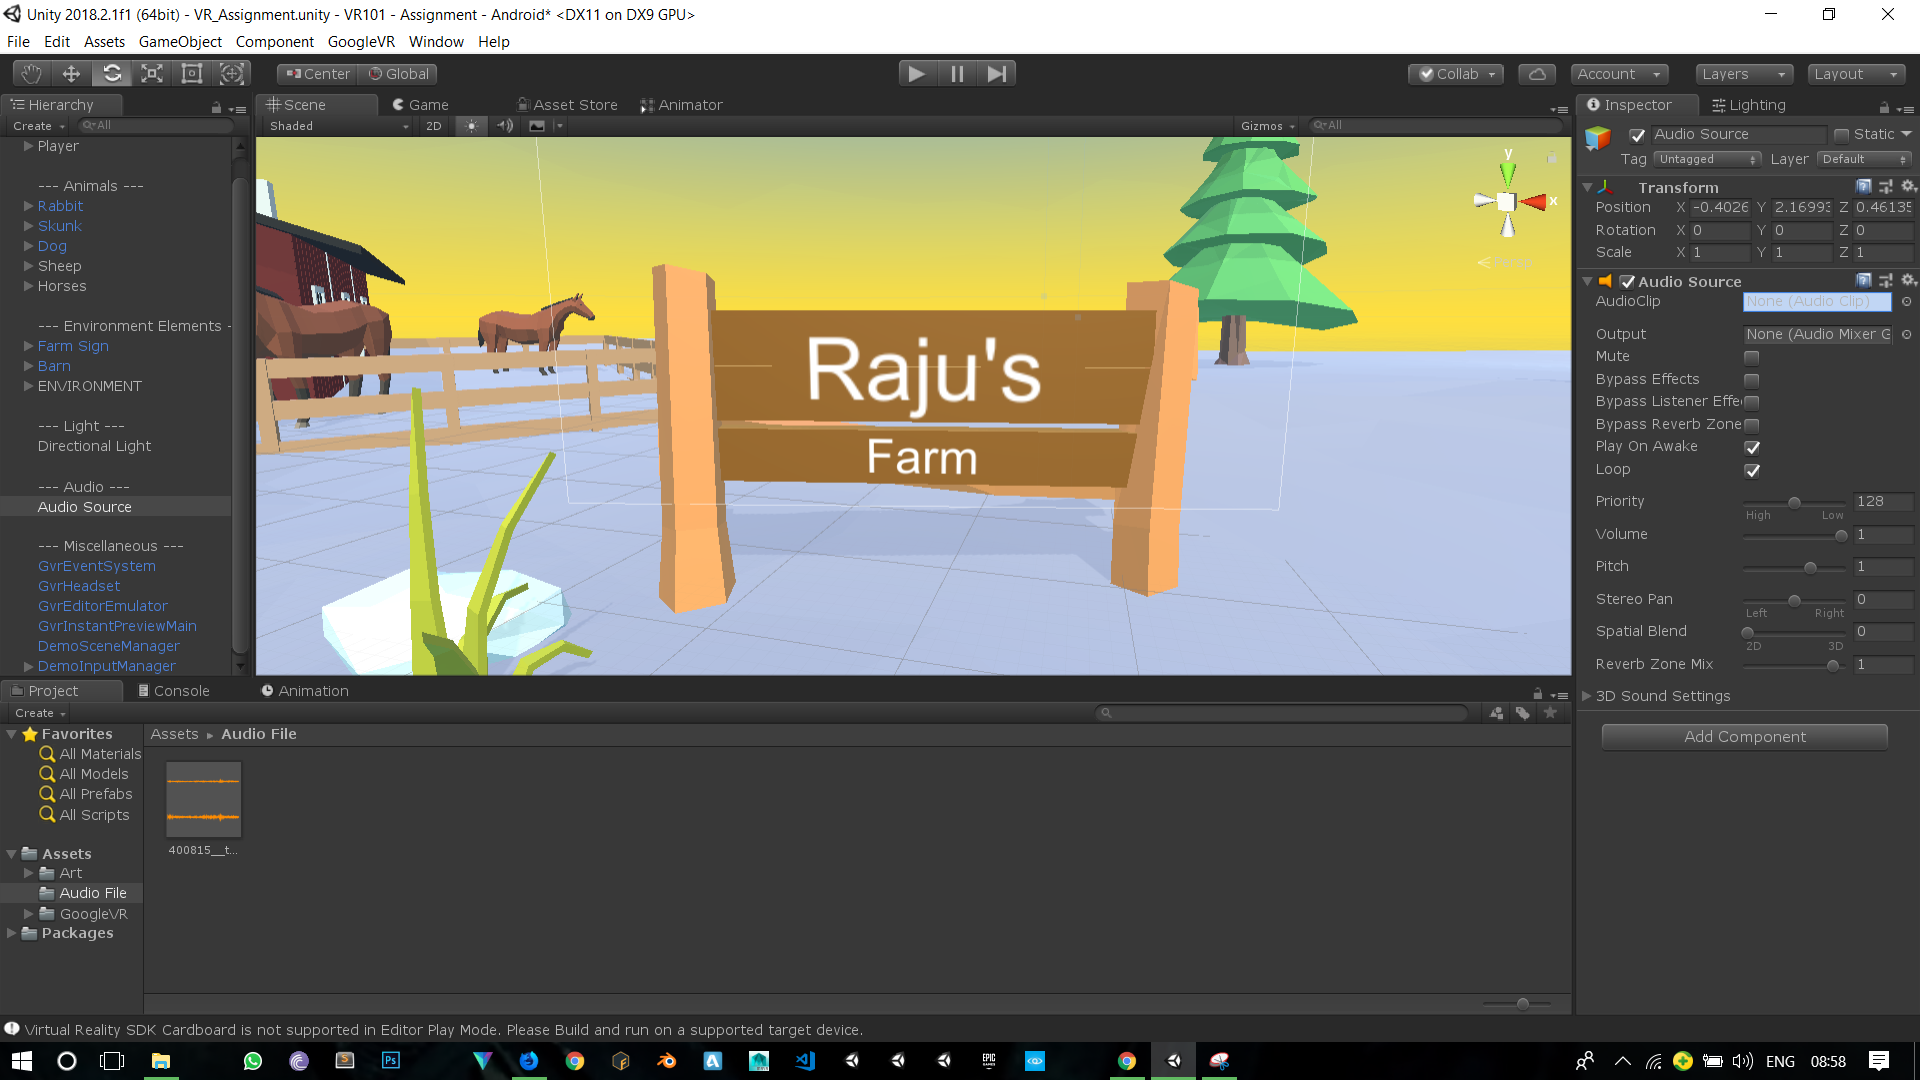 Unity 2018.2.1f1 (64bit) - VR_Assignment.unity - VR101 - Assignment - Android* <DX11 on DX9 GPU>
File Edit Assets GameObject Component GoogleVR Window Help
Center Global Collab Account Layers Layout
Hierarchy
Create All
Player
--- Animals ---
Rabbit
Skunk
Dog
Sheep
Horses
--- Environment Elements -
Farm Sign
Barn
ENVIRONMENT
--- Light ---
Directional Light
--- Audio ---
Audio Source
--- Miscellaneous ---
GvrEventSystem
GvrHeadset
GvrEditorEmulator
GvrInstantPreviewMain
DemoSceneManager
DemoInputManager
Scene Game Asset Store Animator
Shaded 2D Gizmos All
y
x
Raju's
Farm
Inspector Lighting
Audio Source Static
Tag Untagged Layer Default
Transform
Position X -0.4026 Y 2.1699 Z 0.4613
Rotation X 0 Y 0 Z 0
Scale X 1 Y 1 Z 1
Audio Source
AudioClip None (Audio Clip)
Output None (Audio Mixer G
Mute
Bypass Effects
Bypass Listener Effe
Bypass Reverb Zone
Play On Awake
Loop
Priority 128
High Low
Volume 1
Pitch 1
Stereo Pan 0
Left Right
Spatial Blend 0
2D 3D
Reverb Zone Mix 1
3D Sound Settings
Add Component
Project Console Animation
Create
Favorites
All Materials
All Models
All Prefabs
All Scripts
Assets
Art
Audio File
GoogleVR
Packages
Assets Audio File
400815__t...
Virtual Reality SDK Cardboard is not supported in Editor Play Mode. Please Build and run on a supported target device.
S
Ps
EPIC
ENG 08:58